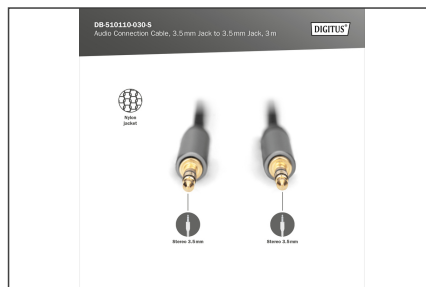 DB-510110-030-S
Audio Connection Cable, 3.5 mm Jack to 3.5 mm Jack, 3 m
DIGITUS®
Nylon
jacket
Stereo 3.5mm
Stereo 3.5mm